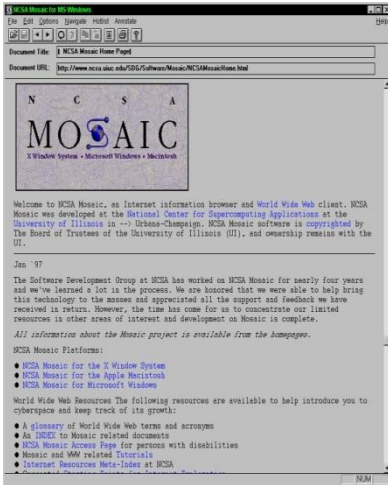 NCSA Mosaic for MS Windows
File Edit Options Navigate Hotlist Annotate Help
Document Title: NCSA Mosaic Home Page
Document URL: http://www.ncsa.uiuc.edu/SDG/Software/Mosaic/NCSAMosaicHome.html
N C S A
MOSAIC
X Window System • Microsoft Windows • Macintosh
Welcome to NCSA Mosaic, an Internet information browser and World Wide Web client. NCSA
Mosaic was developed at the National Center for Supercomputing Applications at the
University of Illinois in --> Urbana-Champaign. NCSA Mosaic software is copyrighted by
The Board of Trustees of the University of Illinois (UI), and ownership remains with the
UI.
Jan '97
The Software Development Group at NCSA has worked on NCSA Mosaic for nearly four years
and we've learned a lot in the process. We are honored that we were able to help bring
this technology to the masses and appreciated all the support and feedback we have
received in return. However, the time has come for us to concentrate our limited
resources in other areas of interest and development on Mosaic is complete.
All information about the Mosaic project is available from the homepages.
NCSA Mosaic Platforms:
● NCSA Mosaic for the X Window System
● NCSA Mosaic for the Apple Macintosh
● NCSA Mosaic for Microsoft Windows
World Wide Web Resources The following resources are available to help introduce you to
cyberspace and keep track of its growth:
● A glossary of World Wide Web terms and acronyms
● An INDEX to Mosaic related documents
● NCSA Mosaic Access Page for persons with disabilities
● Mosaic and WWW related Tutorials
● Internet Resources Meta-Index at NCSA
NUM